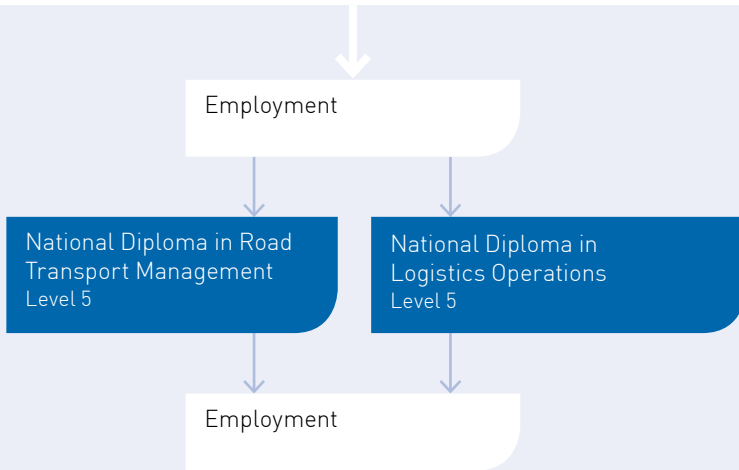 Employment
National Diploma in Road
Transport Management
Level 5
National Diploma in
Logistics Operations
Level 5
Employment